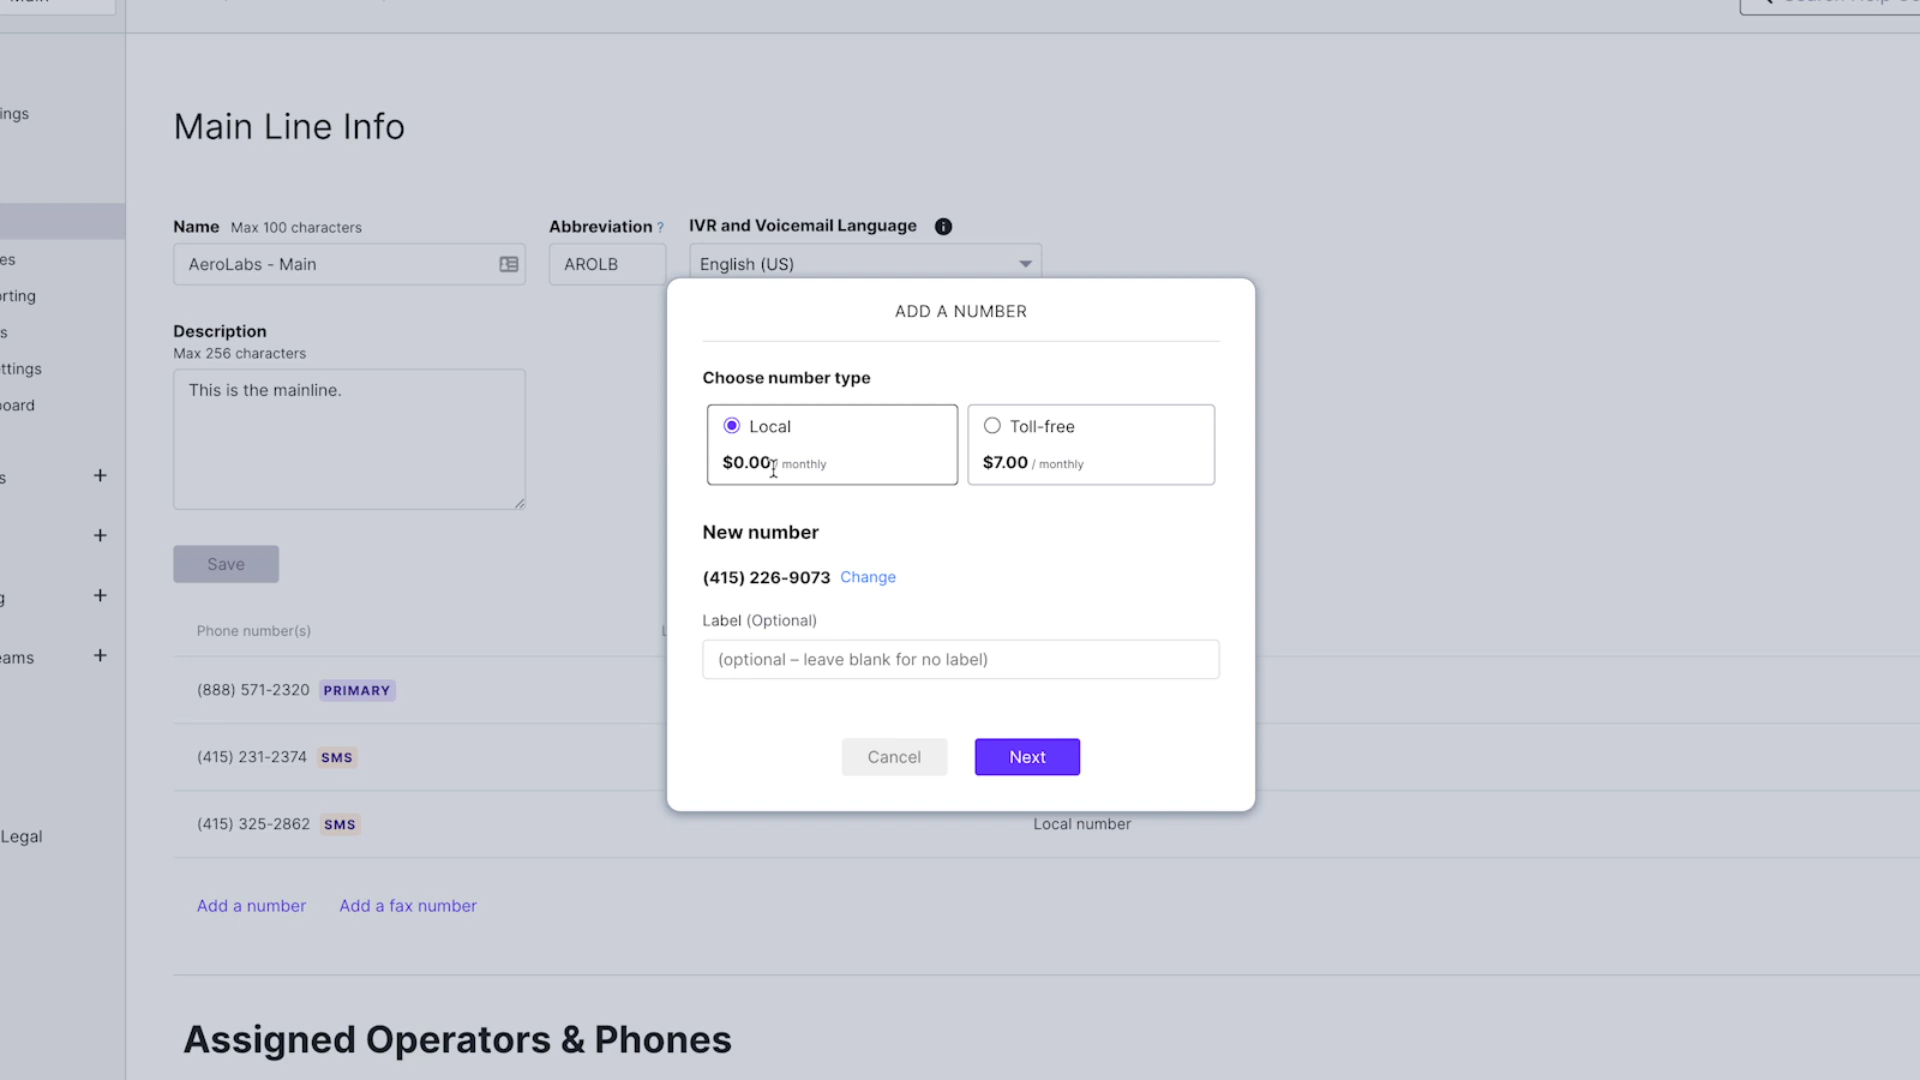 ings
Main Line Info
Name Max 100 characters
Abbreviation ?
IVR and Voicemail Language
es
AeroLabs - Main
AROLB
English (US)
rting
ADD A NUMBER
s
Description
Max 256 characters
ttings
Choose number type
This is the mainline.
oard
Local
Toll-free
$0.00 / monthly
$7.00 / monthly
s
New number
Save
(415) 226-9073 Change
g
Label (Optional)
Phone number(s)
eams
(optional – leave blank for no label)
(888) 571-2320 PRIMARY
(415) 231-2374 SMS
Cancel
Next
(415) 325-2862 SMS
Local number
Legal
Add a number
Add a fax number
Assigned Operators & Phones